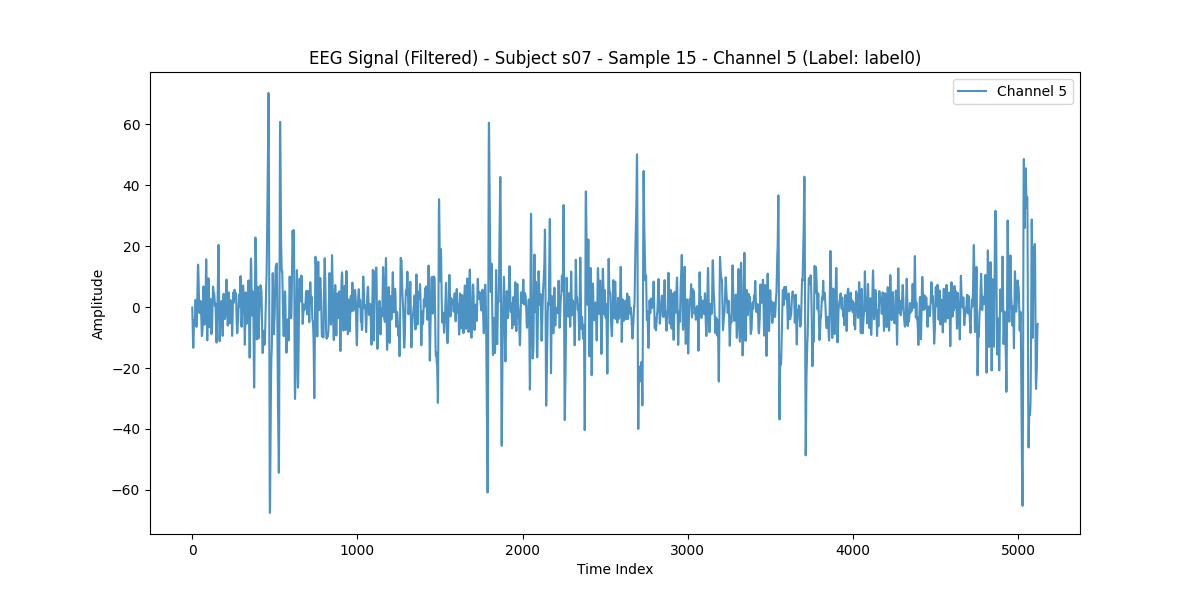 EEG Signal (Filtered) - Subject s07 - Sample 15 - Channel 5 (Label: label0)
Channel 5
60
40
20
0
−20
−40
−60
Amplitude
0 1000 2000 3000 4000 5000
Time Index